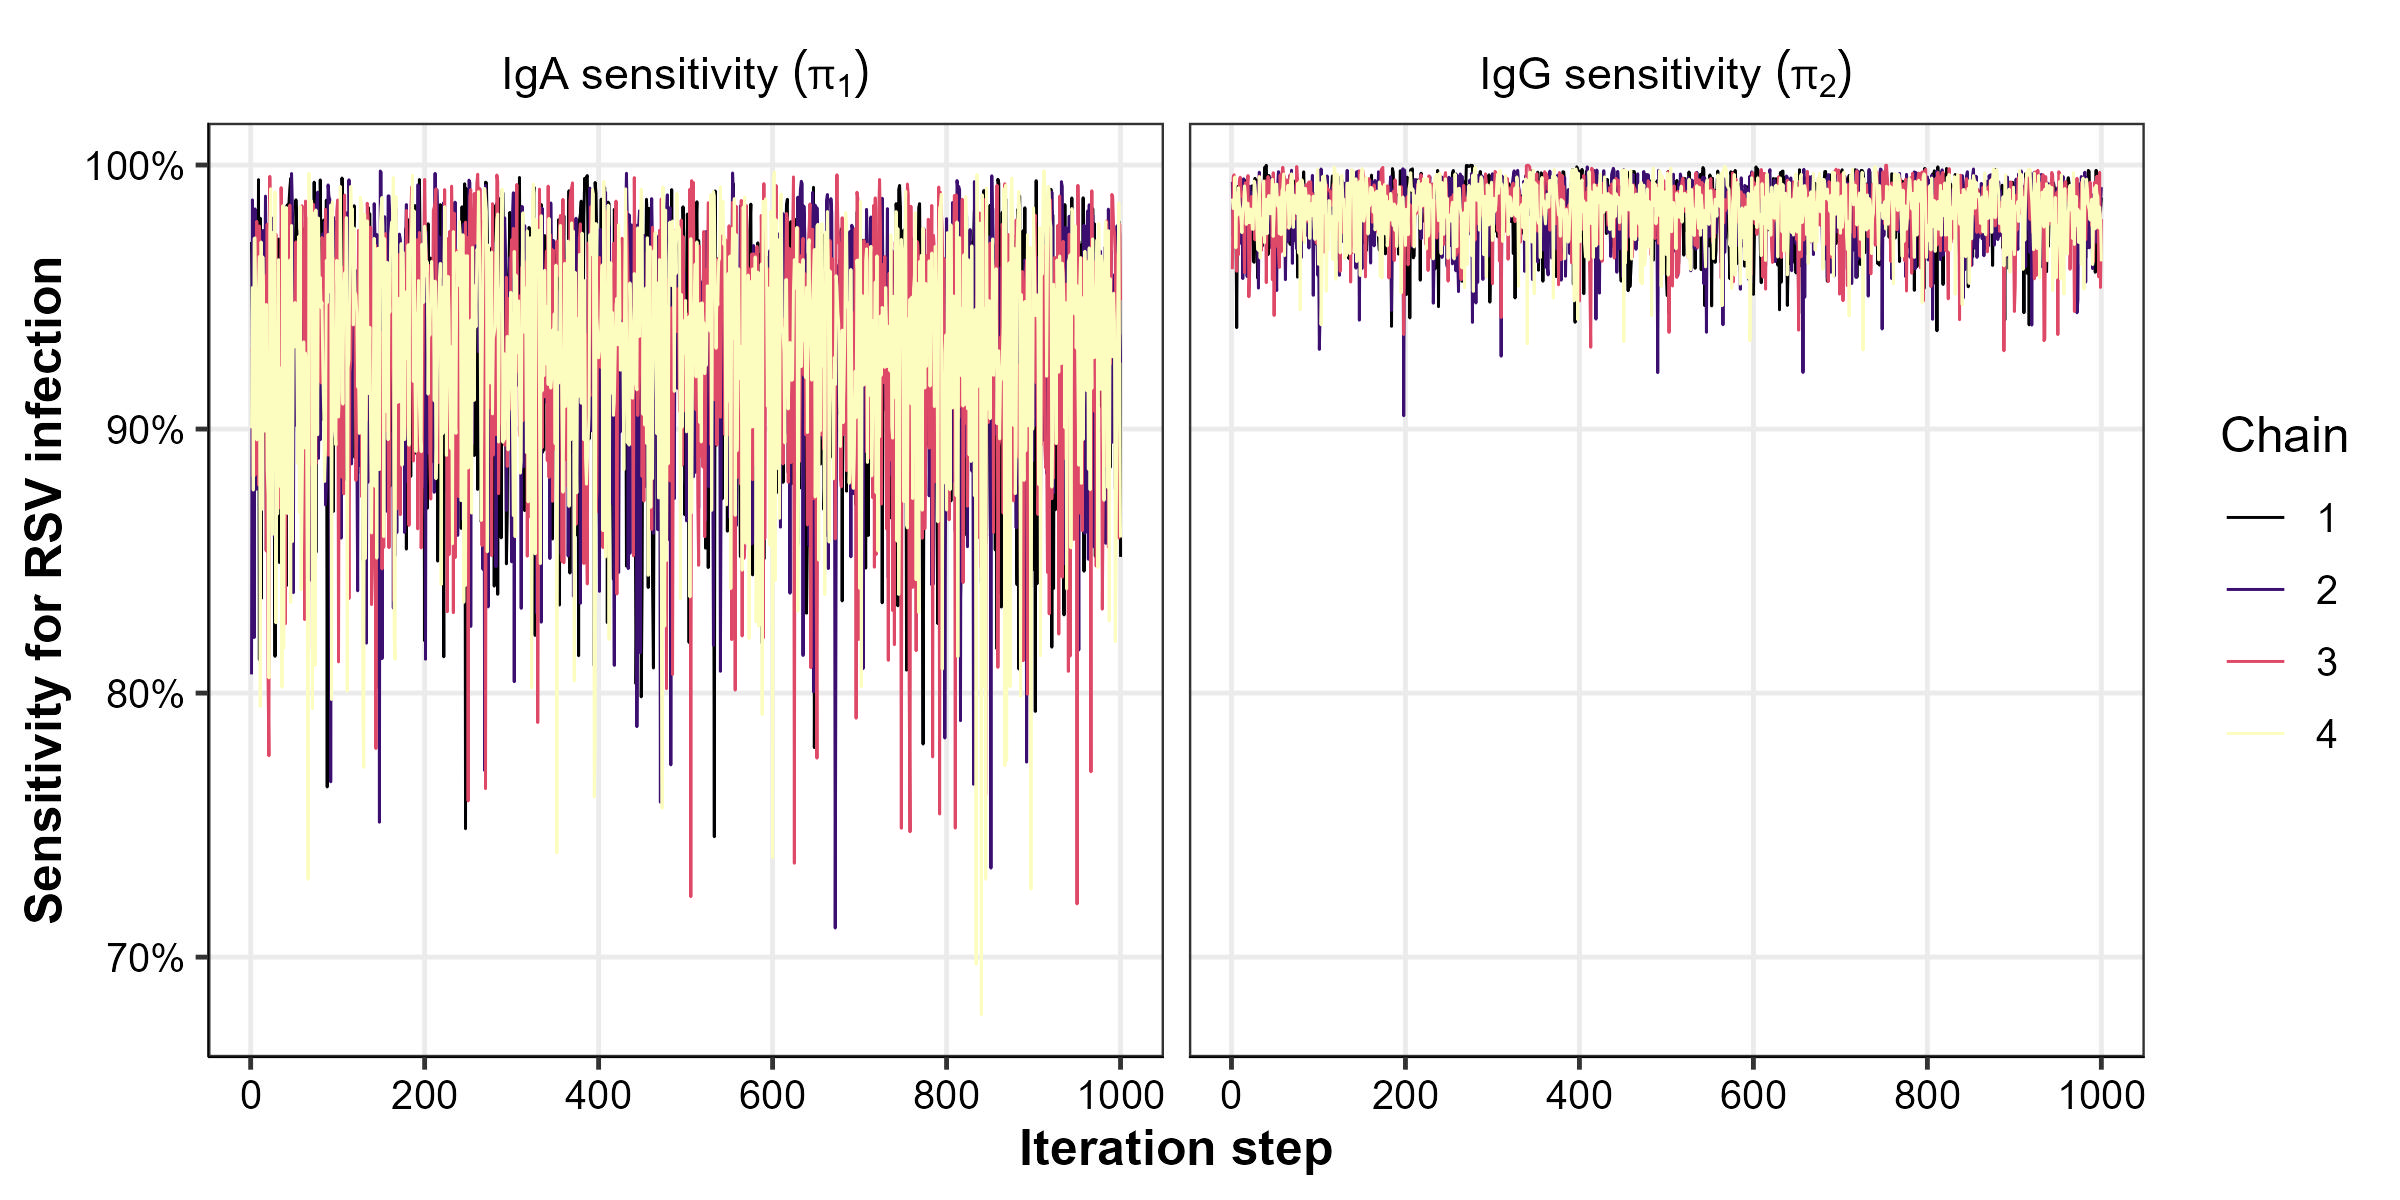 IgA sensitivity (π₁)
IgG sensitivity (π₂)
Sensitivity for RSV infection
100%
90%
80%
70%
0 200 400 600 800 1000
0 200 400 600 800 1000
Iteration step
Chain
1
2
3
4